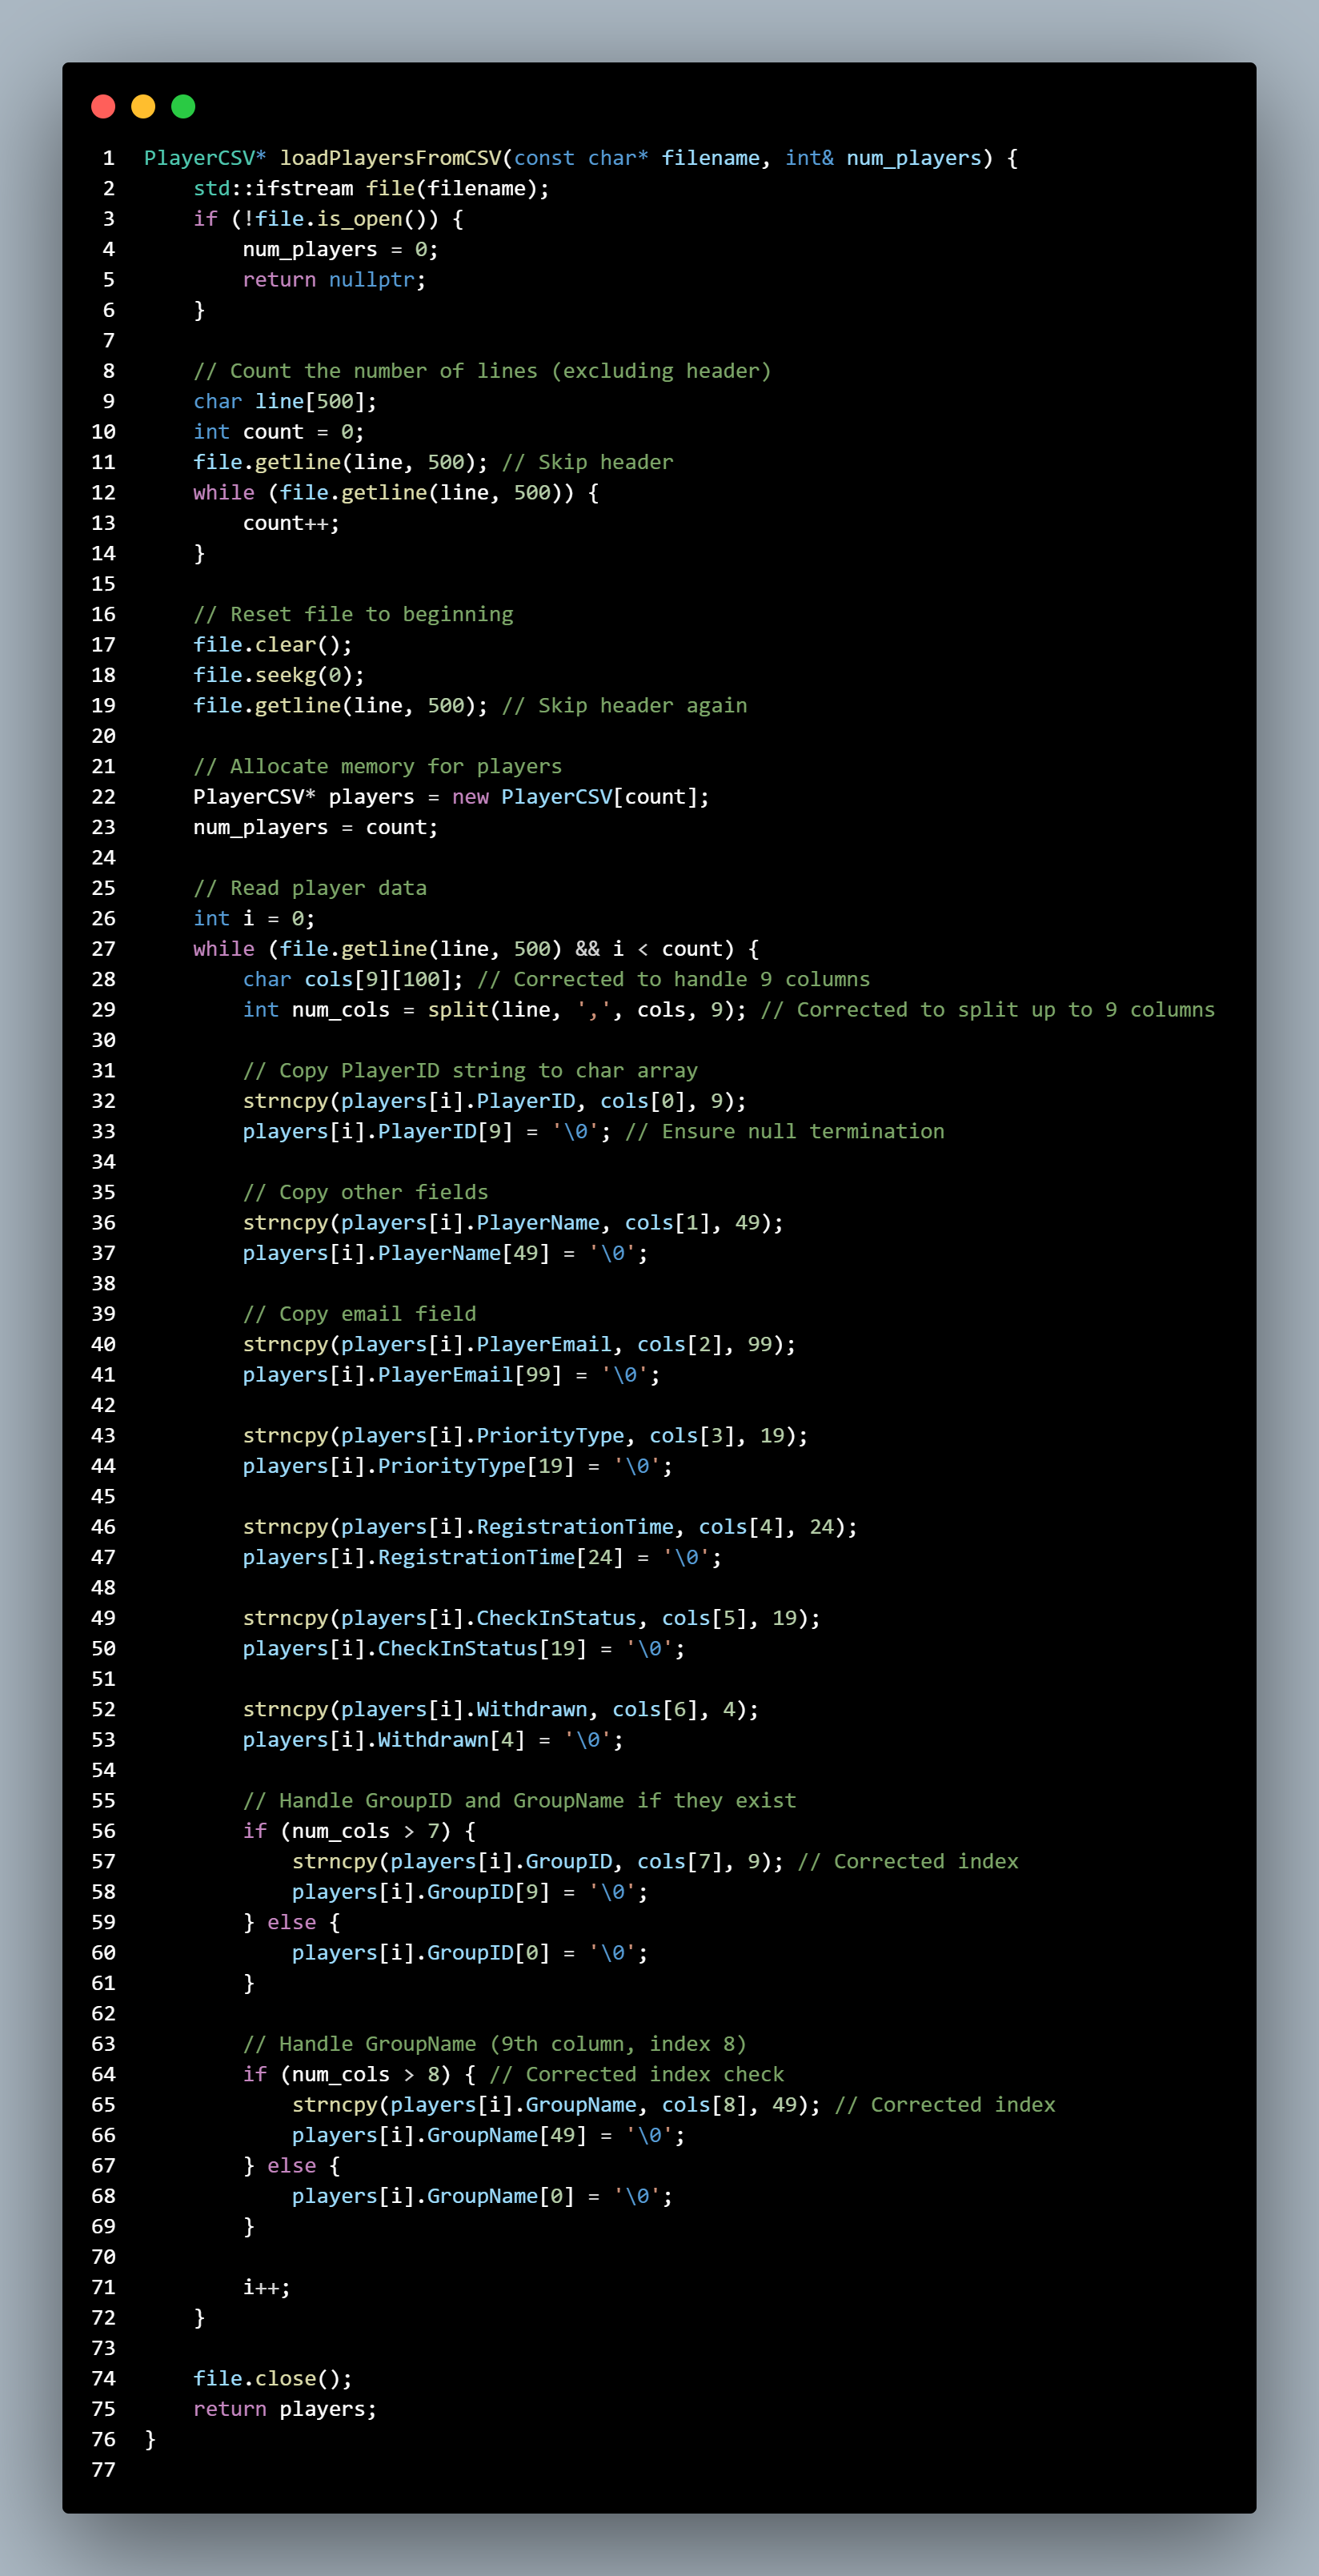 1 PlayerCSV* loadPlayersFromCSV(const char* filename, int& num_players) {
2     std::ifstream file(filename);
3     if (!file.is_open()) {
4         num_players = 0;
5         return nullptr;
6     }
7
8     // Count the number of lines (excluding header)
9     char line[500];
10     int count = 0;
11     file.getline(line, 500); // Skip header
12     while (file.getline(line, 500)) {
13         count++;
14     }
15
16     // Reset file to beginning
17     file.clear();
18     file.seekg(0);
19     file.getline(line, 500); // Skip header again
20
21     // Allocate memory for players
22     PlayerCSV* players = new PlayerCSV[count];
23     num_players = count;
24
25     // Read player data
26     int i = 0;
27     while (file.getline(line, 500) && i < count) {
28         char cols[9][100]; // Corrected to handle 9 columns
29         int num_cols = split(line, ',', cols, 9); // Corrected to split up to 9 columns
30
31         // Copy PlayerID string to char array
32         strncpy(players[i].PlayerID, cols[0], 9);
33         players[i].PlayerID[9] = '\0'; // Ensure null termination
34
35         // Copy other fields
36         strncpy(players[i].PlayerName, cols[1], 49);
37         players[i].PlayerName[49] = '\0';
38
39         // Copy email field
40         strncpy(players[i].PlayerEmail, cols[2], 99);
41         players[i].PlayerEmail[99] = '\0';
42
43         strncpy(players[i].PriorityType, cols[3], 19);
44         players[i].PriorityType[19] = '\0';
45
46         strncpy(players[i].RegistrationTime, cols[4], 24);
47         players[i].RegistrationTime[24] = '\0';
48
49         strncpy(players[i].CheckInStatus, cols[5], 19);
50         players[i].CheckInStatus[19] = '\0';
51
52         strncpy(players[i].Withdrawn, cols[6], 4);
53         players[i].Withdrawn[4] = '\0';
54
55         // Handle GroupID and GroupName if they exist
56         if (num_cols > 7) {
57             strncpy(players[i].GroupID, cols[7], 9); // Corrected index
58             players[i].GroupID[9] = '\0';
59         } else {
60             players[i].GroupID[0] = '\0';
61         }
62
63         // Handle GroupName (9th column, index 8)
64         if (num_cols > 8) { // Corrected index check
65             strncpy(players[i].GroupName, cols[8], 49); // Corrected index
66             players[i].GroupName[49] = '\0';
67         } else {
68             players[i].GroupName[0] = '\0';
69         }
70
71         i++;
72     }
73
74     file.close();
75     return players;
76 }
77